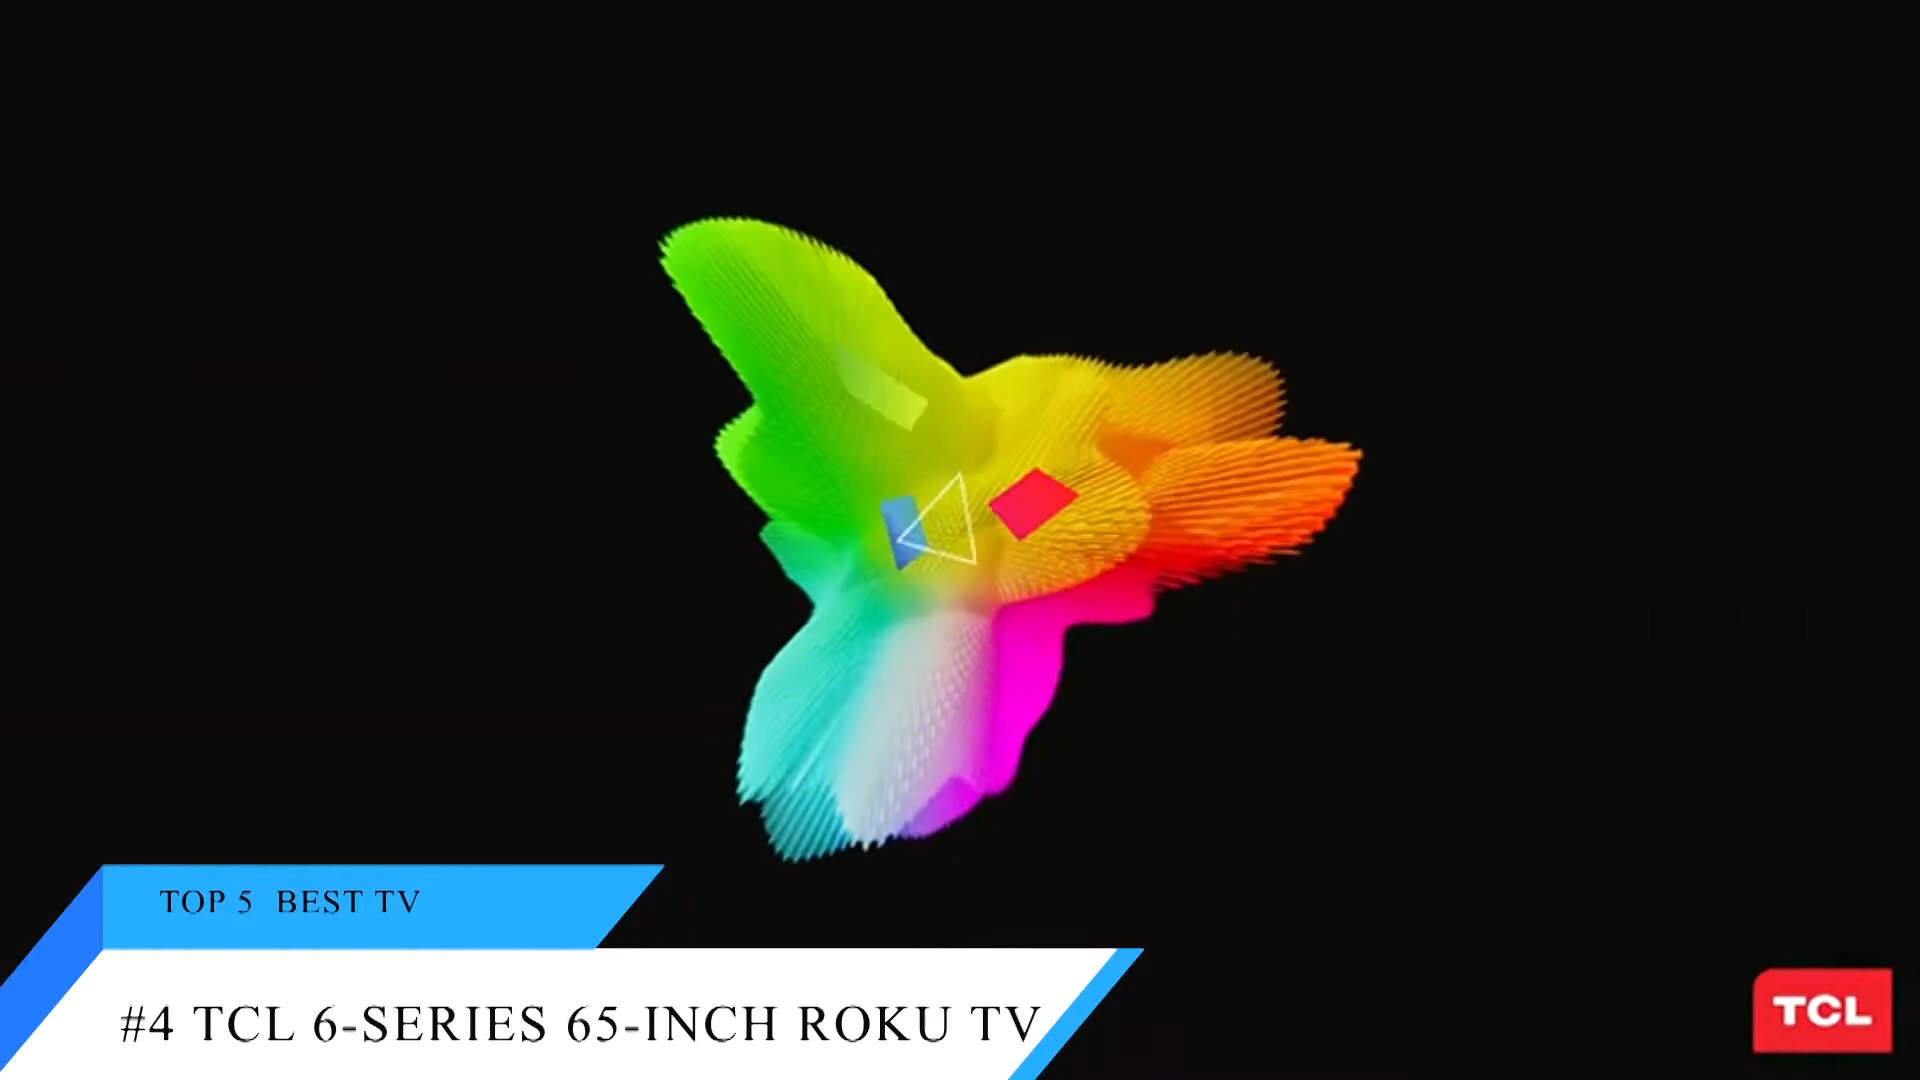 TOP 5 BEST TV
#4 TCL 6-SERIES 65-INCH ROKU TV
TCL